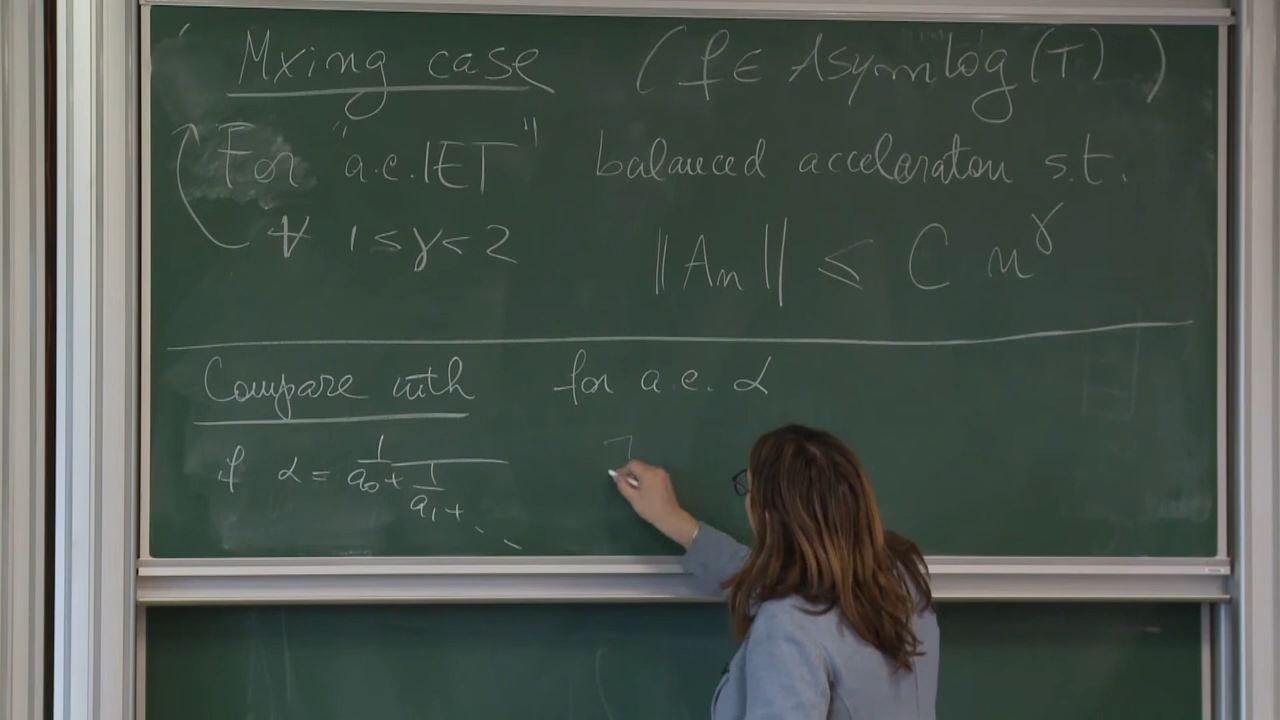 Mxing case (f ∈ Asymlog(T))
For "a.e. IET" balanced acceleraton s.t.
∀ 1 ≤ γ < 2 ||An|| ≤ C n^γ
Compare with for a.e. α
if α = 1/(a0 + 1/(a1 + ⋱
∃